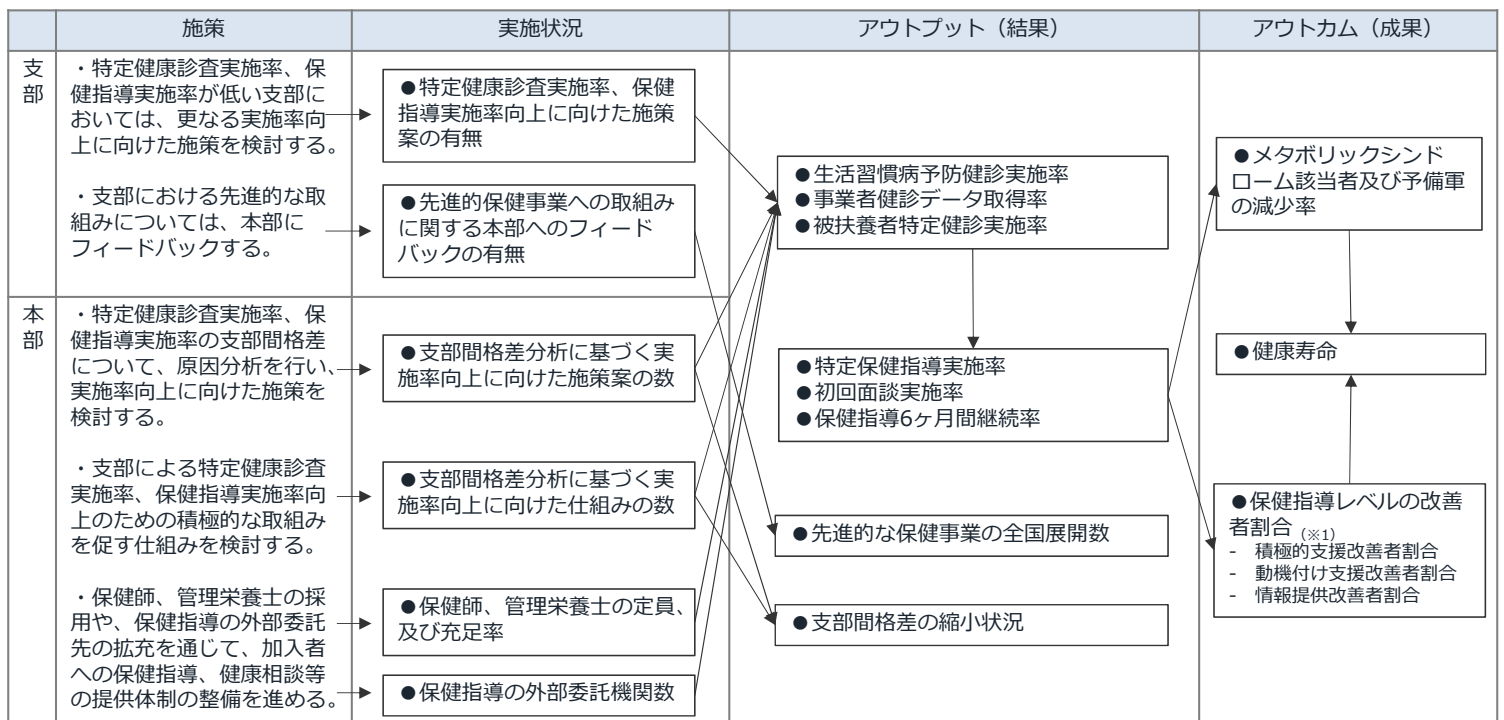 施策
実施状況
アウトプット（結果）
アウトカム（成果）
支
部
・特定健康診査実施率、保
健指導実施率が低い支部に
おいては、更なる実施率向
上に向けた施策を検討する。
・支部における先進的な取
組みについては、本部に
フィードバックする。
●特定健康診査実施率、保健
指導実施率向上に向けた施策
案の有無
●先進的保健事業への取組み
に関する本部へのフィード
バックの有無
本
部
・特定健康診査実施率、保
健指導実施率の支部間格差
について、原因分析を行い、
実施率向上に向けた施策を
検討する。
・支部による特定健康診査
実施率、保健指導実施率向
上のための積極的な取組み
を促す仕組みを検討する。
・保健師、管理栄養士の採
用や、保健指導の外部委託
先の拡充を通じて、加入者
への保健指導、健康相談等
の提供体制の整備を進める。
●支部間格差分析に基づく実
施率向上に向けた施策案の数
●支部間格差分析に基づく実
施率向上に向けた仕組みの数
●保健師、管理栄養士の定員、
及び充足率
●保健指導の外部委託機関数
●生活習慣病予防健診実施率
●事業者健診データ取得率
●被扶養者特定健診実施率
●特定保健指導実施率
●初回面談実施率
●保健指導6ヶ月間継続率
●先進的な保健事業の全国展開数
●支部間格差の縮小状況
●メタボリックシンド
ローム該当者及び予備軍
の減少率
●健康寿命
●保健指導レベルの改善
者割合（※1）
- 積極的支援改善者割合
- 動機付け支援改善者割合
- 情報提供改善者割合